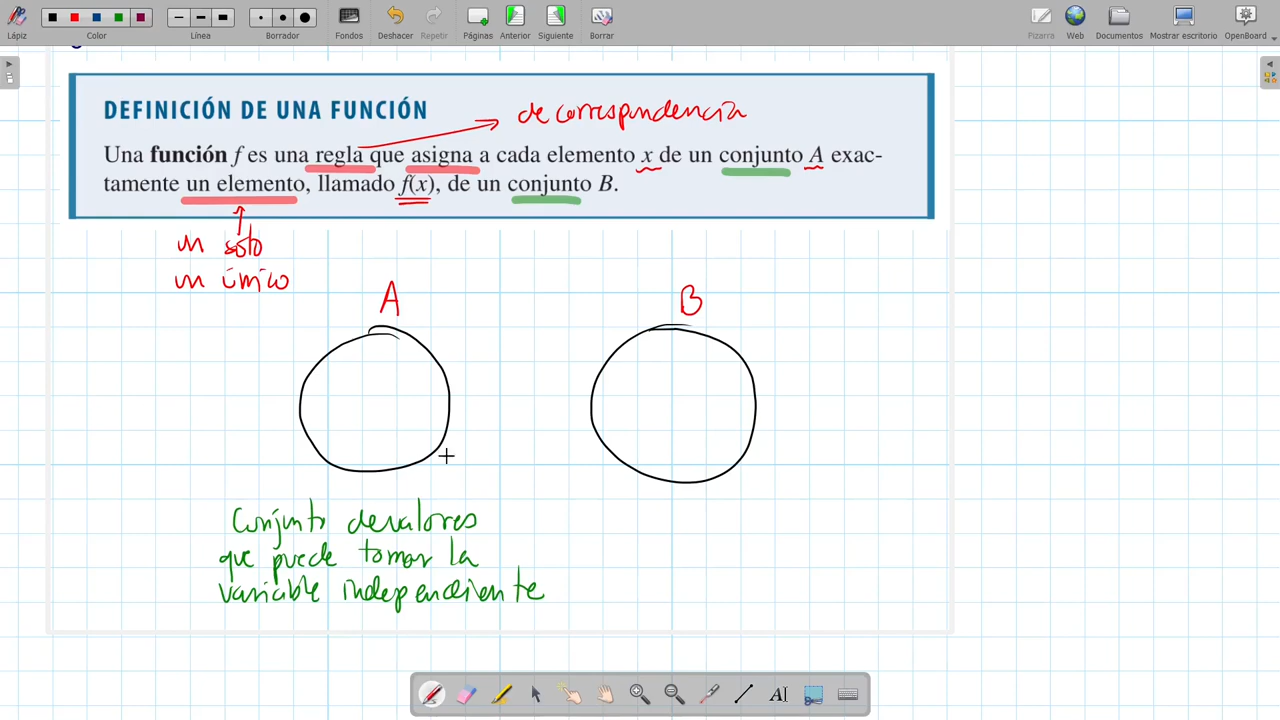 Lápiz Color Línea Borrador Fondos Deshacer Repetir Páginas Anterior Siguiente Borrar Pizarra Web Documentos Mostrar escritorio OpenBoard
DEFINICIÓN DE UNA FUNCIÓN
de correspondencia
Una función f es una regla que asigna a cada elemento x de un conjunto A exac-
tamente un elemento, llamado f(x), de un conjunto B.
un solo
un único
A B
Conjunto de valores
que puede tomar la
variable independiente
AI